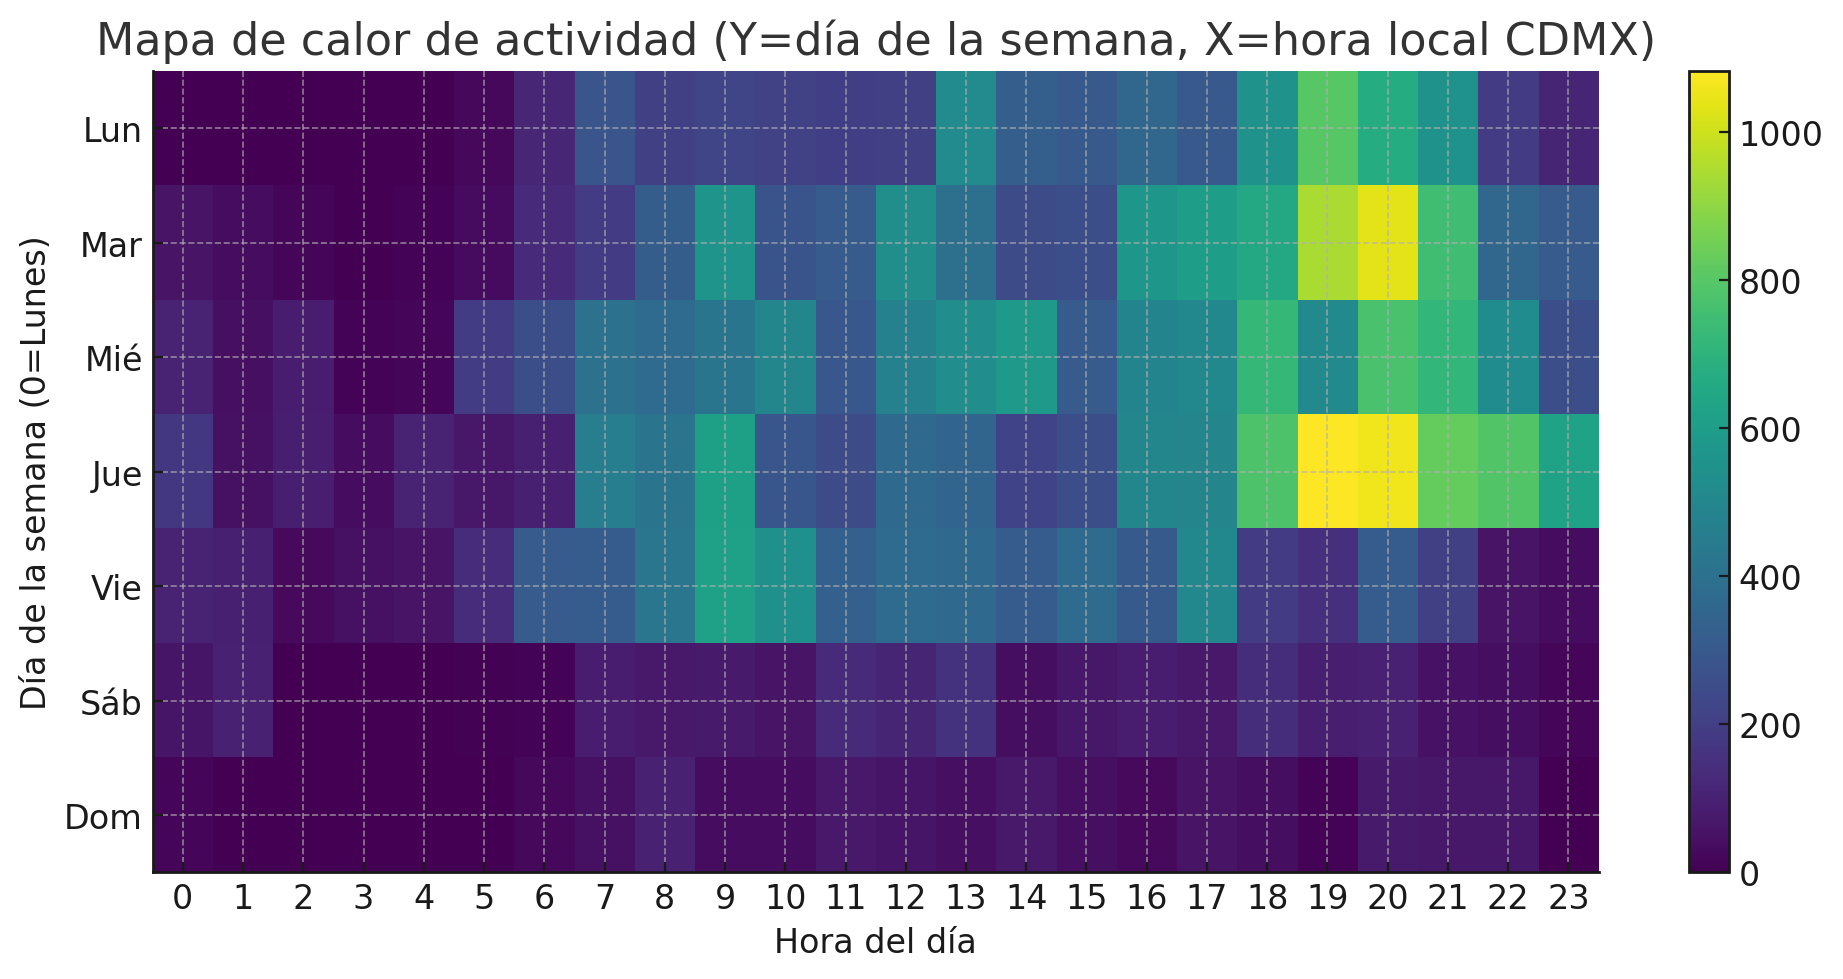 Mapa de calor de actividad (Y=día de la semana, X=hora local CDMX)
Día de la semana (0=Lunes)
Lun
Mar
Mié
Jue
Vie
Sáb
Dom
0 1 2 3 4 5 6 7 8 9 10 11 12 13 14 15 16 17 18 19 20 21 22 23
Hora del día
1000
800
600
400
200
0